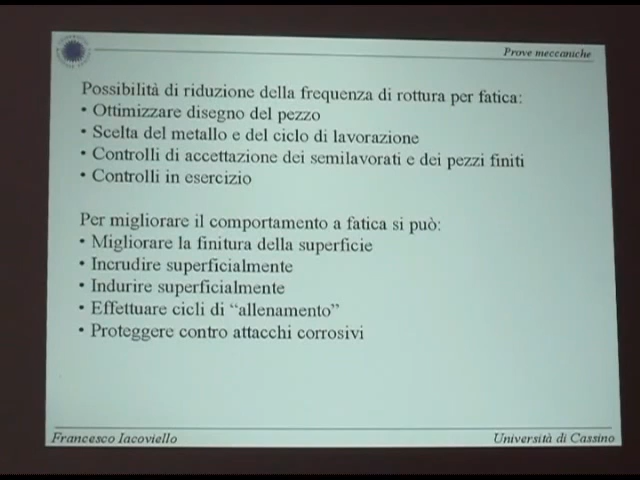 Prove meccaniche
Possibilità di riduzione della frequenza di rottura per fatica:
• Ottimizzare disegno del pezzo
• Scelta del metallo e del ciclo di lavorazione
• Controlli di accettazione dei semilavorati e dei pezzi finiti
• Controlli in esercizio
Per migliorare il comportamento a fatica si può:
• Migliorare la finitura della superficie
• Incrudire superficialmente
• Indurire superficialmente
• Effettuare cicli di “allenamento”
• Proteggere contro attacchi corrosivi
Francesco Iacoviello
Università di Cassino